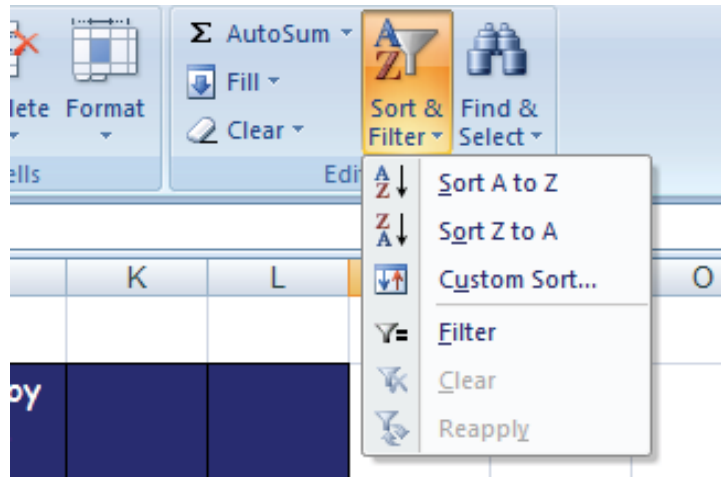 Σ AutoSum
Fill
Clear
lete Format
Sort &
Filter
Find &
Select
ells
Edi
Sort A to Z
Sort Z to A
Custom Sort...
Filter
Clear
Reapply
K L O
by